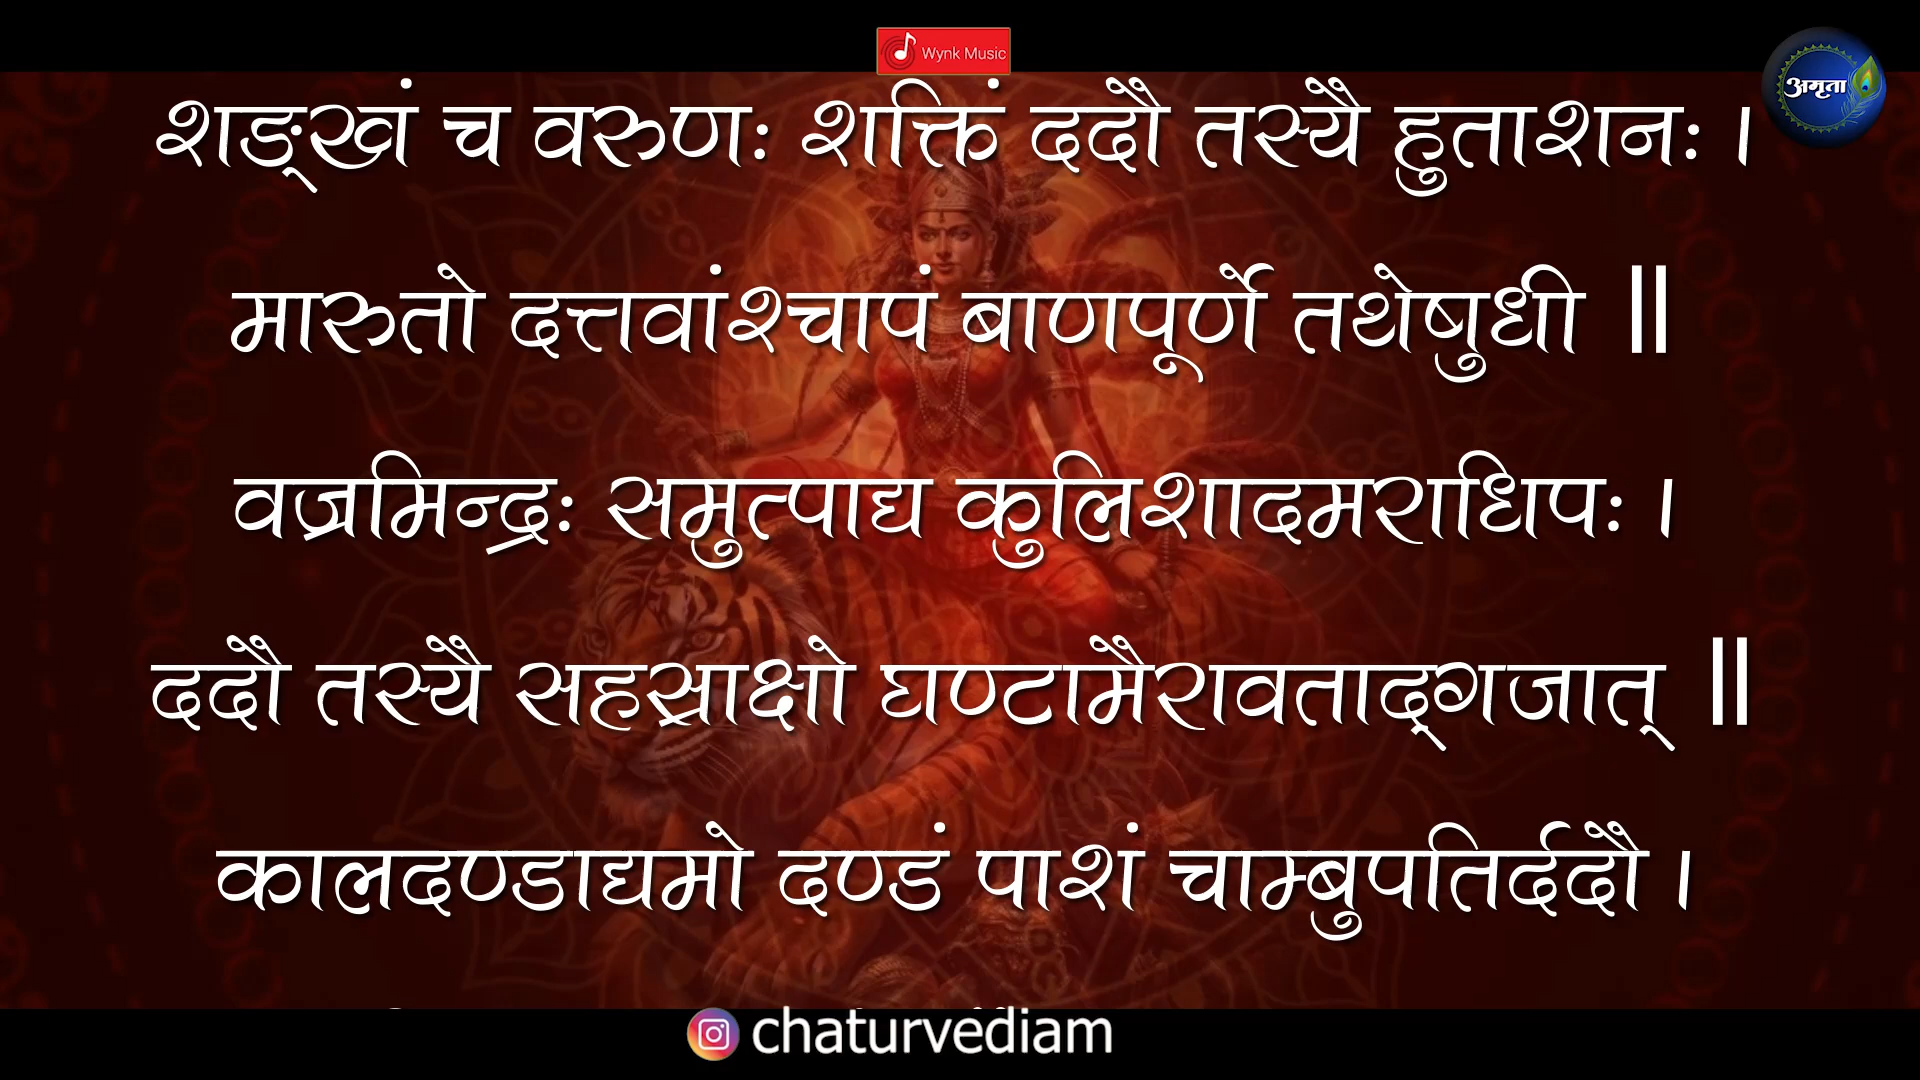 Wynk Music
अमृता
शङ्खं च वरुणः शक्तिं ददौ तस्यै हुताशनः ।
मारुतो दत्तवांश्चापं बाणपूर्णे तथेषुधी ॥
वज्रमिन्द्रः समुत्पाद्य कुलिशादमराधिपः ।
ददौ तस्यै सहस्राक्षो घण्टामैरावताद्‌गजात् ॥
कालदण्डाद्यमो दण्डं पाशं चाम्बुपतिर्ददौ ।
chaturvediam